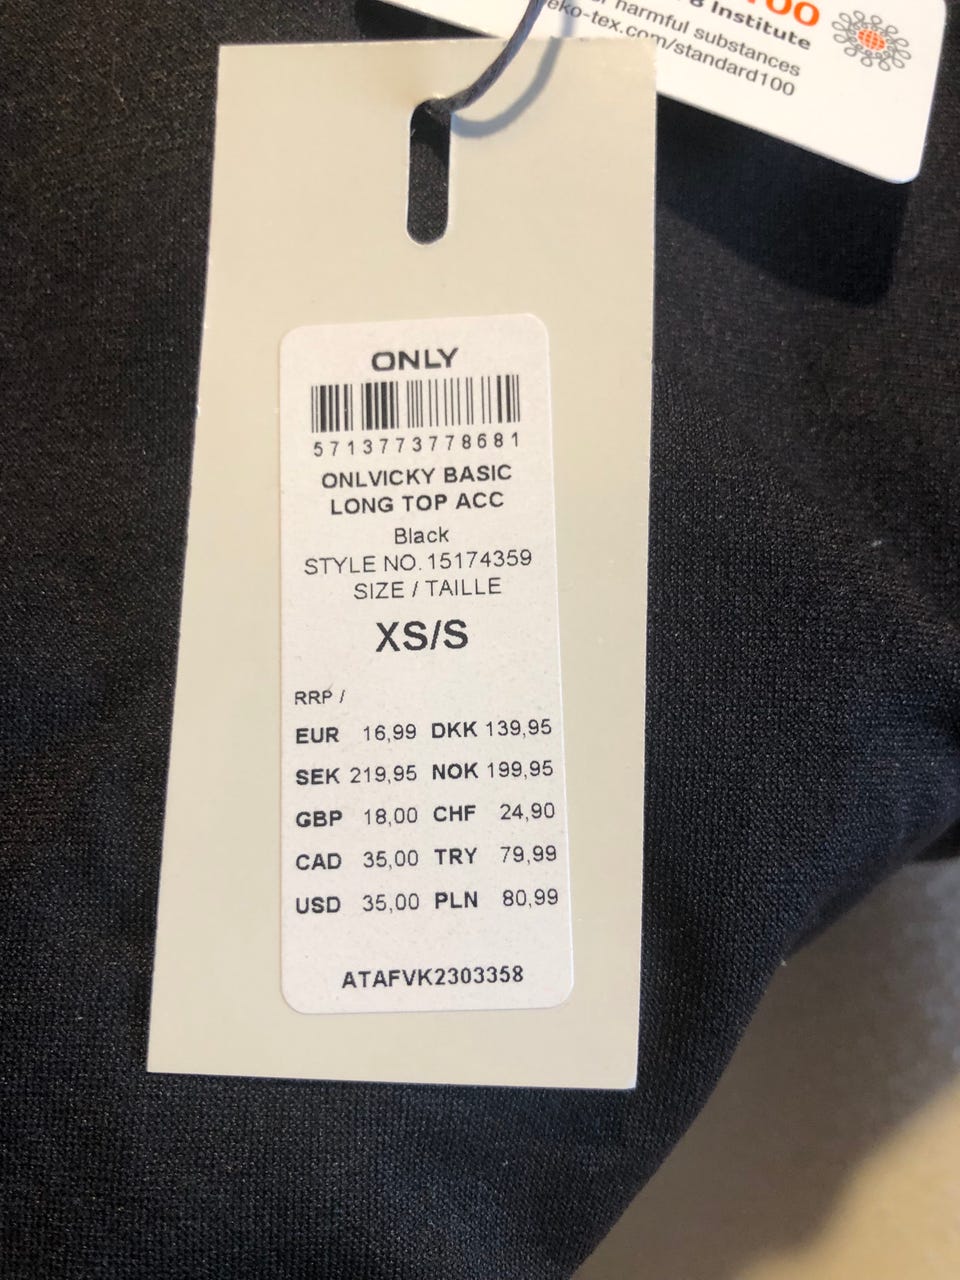 100
Institute
harmful substances
eko-tex.com/standard100
ONLY
5713773778681
ONLVICKY BASIC
LONG TOP ACC
Black
STYLE NO. 15174359
SIZE / TAILLE
XS/S
RRP /
EUR 16,99 DKK 139,95
SEK 219,95 NOK 199,95
GBP 18,00 CHF 24,90
CAD 35,00 TRY 79,99
USD 35,00 PLN 80,99
ATAFVK2303358